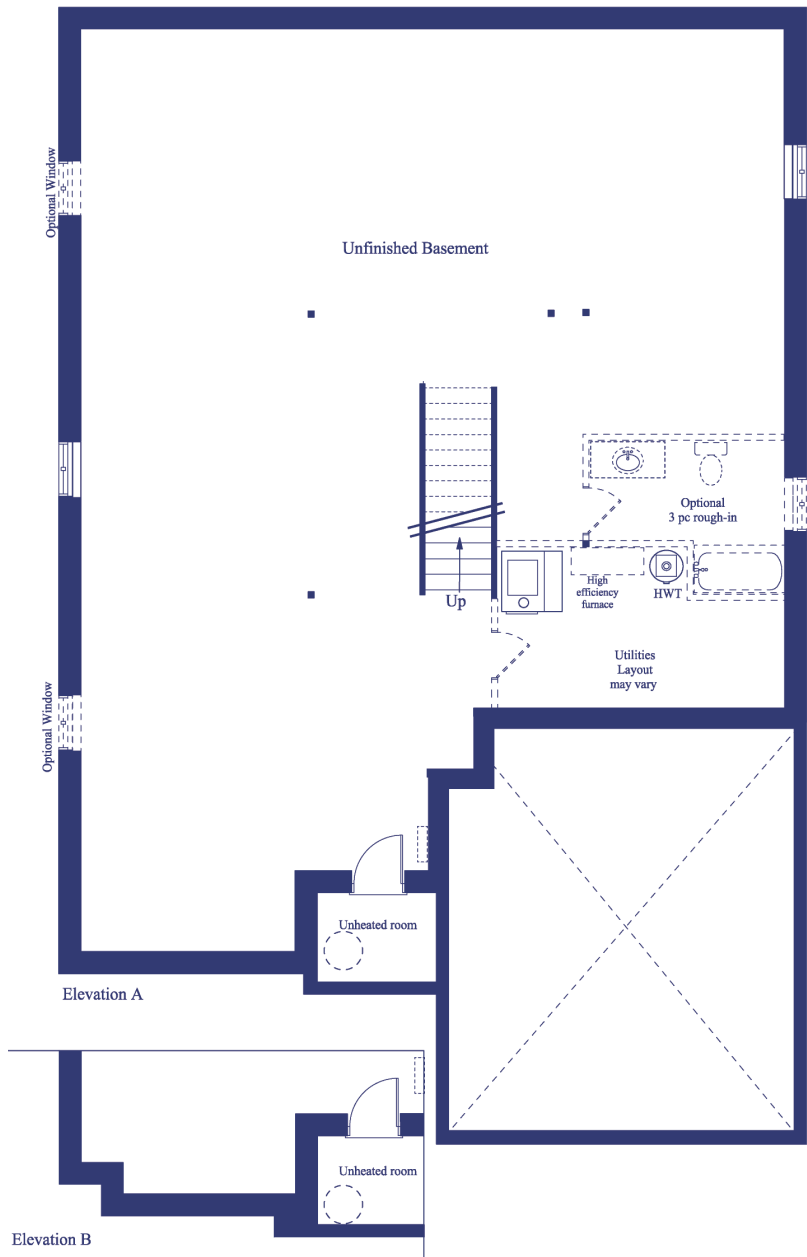 Optional Window
Unfinished Basement
Optional
3 pc rough-in
Up
High
efficiency
furnace
HWT
Utilities
Layout
may vary
Optional Window
Unheated room
Elevation A
Unheated room
Elevation B